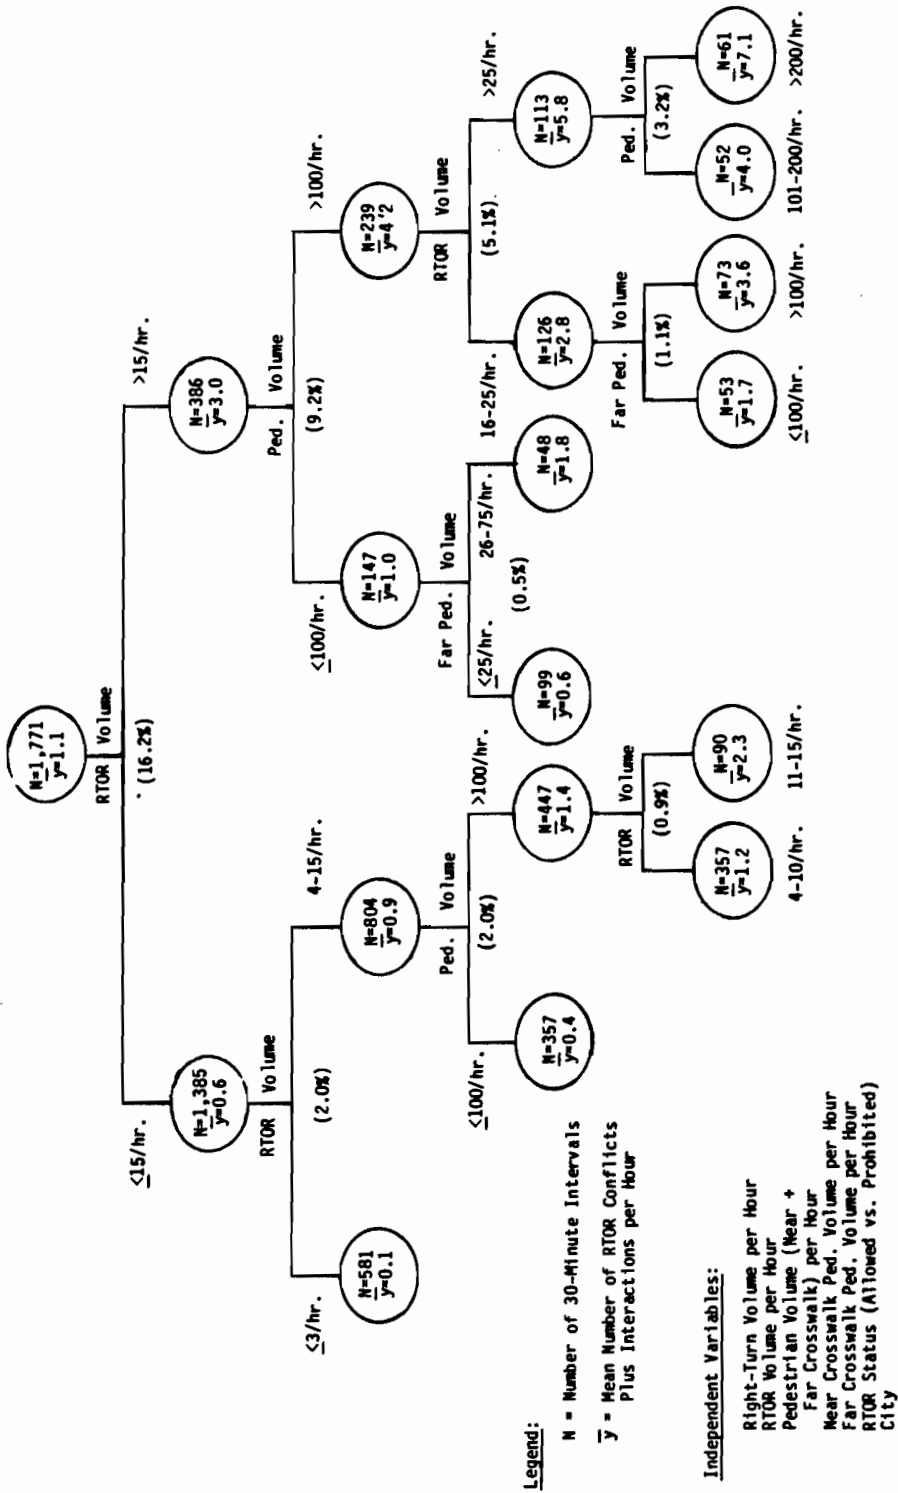 N=1,771
y=1.1
RTOR Volume
(16.2%)
≤15/hr.
>15/hr.
N=1,385
y=0.6
N=386
y=3.0
RTOR Volume
(2.0%)
Ped. Volume
(9.2%)
≤3/hr.
4-15/hr.
≤100/hr.
>100/hr.
N=581
y=0.1
N=804
y=0.9
N=147
y=1.0
N=239
y=4'2
Ped. Volume
(2.0%)
Far Ped. Volume
(0.5%)
RTOR Volume
(5.1%)
≤100/hr.
>100/hr.
≤25/hr.
26-75/hr.
16-25/hr.
>25/hr.
N=357
y=0.4
N=447
y=1.4
N=99
y=0.6
N=48
y=1.8
N=126
y=2.8
N=113
y=5.8
RTOR Volume
(0.9%)
Far Ped. Volume
(1.1%)
Ped. Volume
(3.2%)
N=357
y=1.2
N=90
y=2.3
N=53
y=1.7
N=73
y=3.6
N=52
y=4.0
N=61
y=7.1
4-10/hr.
11-15/hr.
≤100/hr.
>100/hr.
101-200/hr.
>200/hr.
Legend:
N = Number of 30-Minute Intervals
y = Mean Number of RTOR Conflicts
Plus Interactions per Hour
Independent Variables:
Right-Turn Volume per Hour
RTOR Volume per Hour
Pedestrian Volume (Near +
Far Crosswalk) per Hour
Near Crosswalk Ped. Volume per Hour
Far Crosswalk Ped. Volume per Hour
RTOR Status (Allowed vs. Prohibited)
City